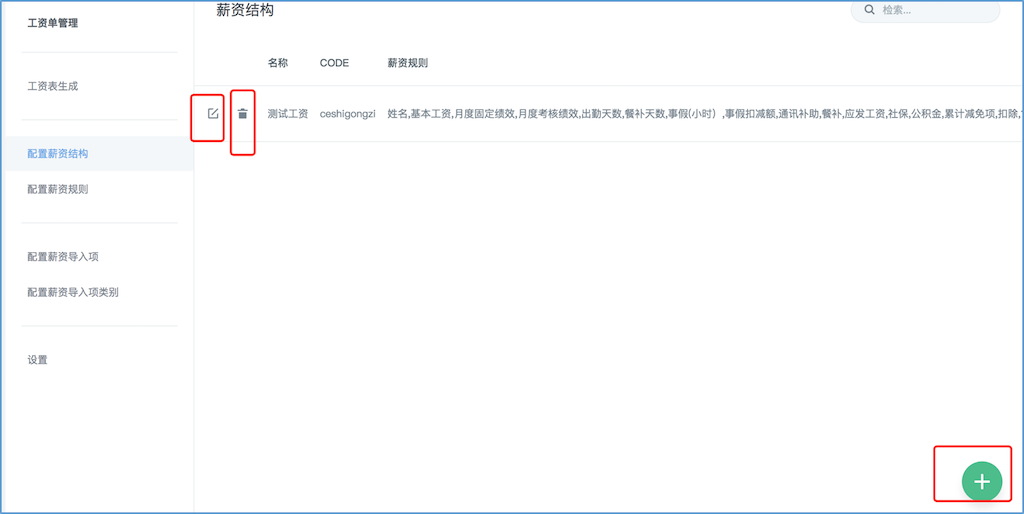 工资单管理
工资表生成
配置薪资结构
配置薪资规则
配置薪资导入项
配置薪资导入项类别
设置
薪资结构
检索...
名称 CODE 薪资规则
测试工资 ceshigongzi 姓名,基本工资,月度固定绩效,月度考核绩效,出勤天数,餐补天数,事假(小时）,事假扣减额,通讯补助,餐补,应发工资,社保,公积金,累计减免项,扣除,